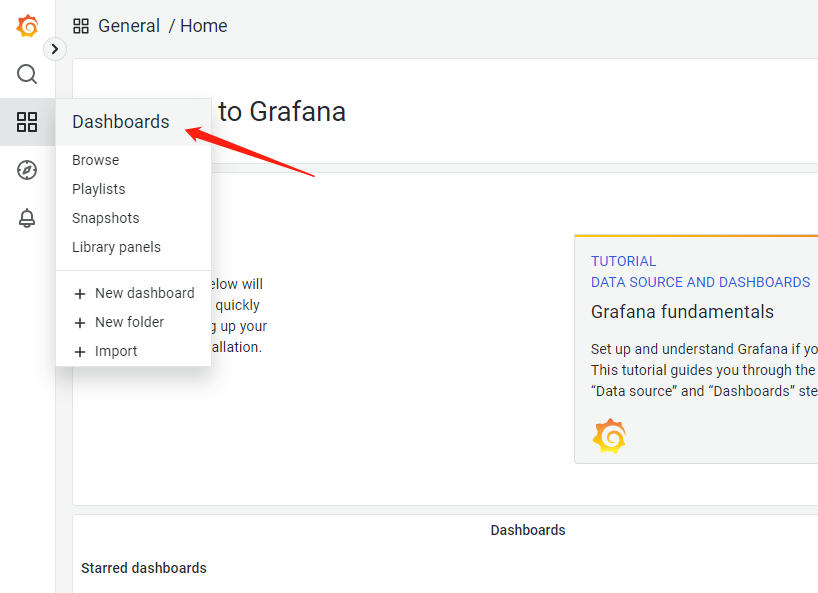 General / Home
Dashboards
to Grafana
Browse
Playlists
Snapshots
Library panels
New dashboard
New folder
Import
elow will
quickly
g up your
allation.
TUTORIAL
DATA SOURCE AND DASHBOARDS
Grafana fundamentals
Set up and understand Grafana if yo
This tutorial guides you through the
“Data source” and “Dashboards” ste
Dashboards
Starred dashboards